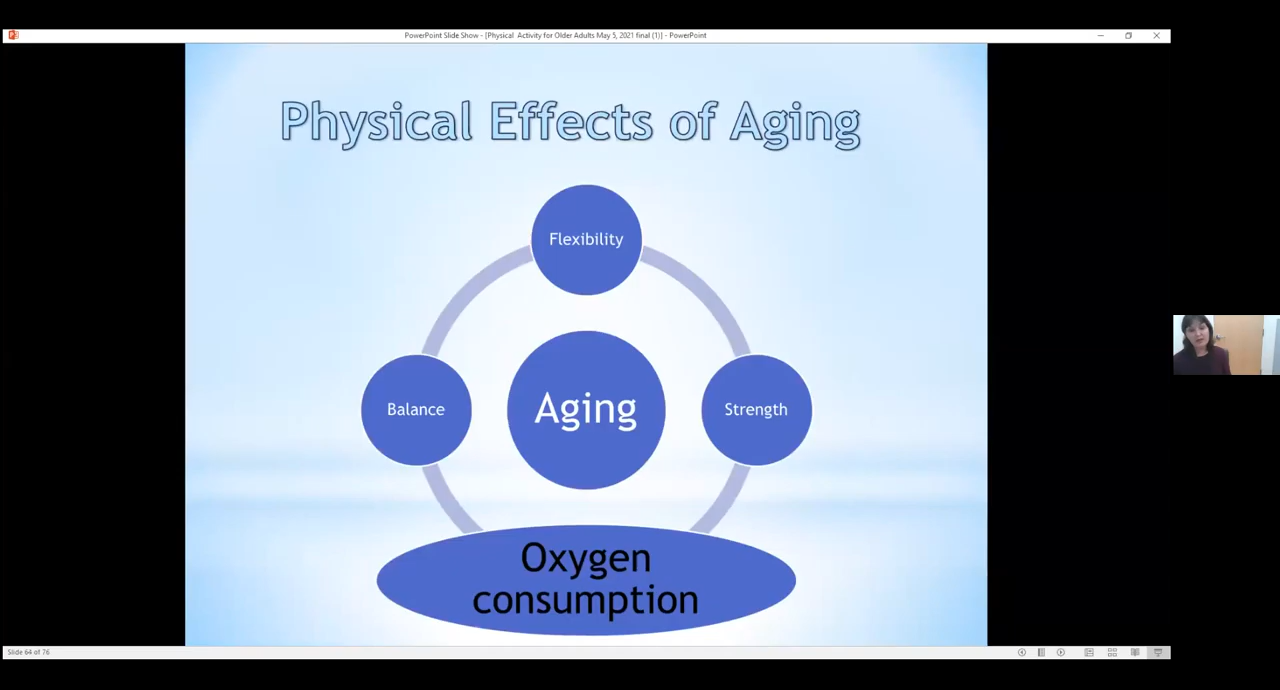 PowerPoint Slide Show - [Physical Activity for Older Adults May 5, 2021 final (1)] - PowerPoint
Physical Effects of Aging
Flexibility
Balance
Aging
Strength
Oxygen
consumption
Slide 64 of 76